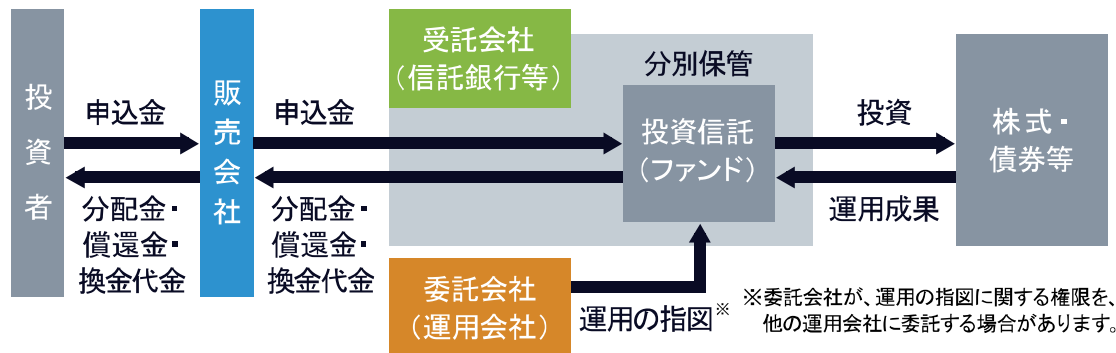 投資者
申込金
分配金・
償還金・
換金代金
販売会社
申込金
分配金・
償還金・
換金代金
受託会社
（信託銀行等）
分別保管
投資信託
（ファンド）
委託会社
（運用会社）
運用の指図※
投資
運用成果
株式・
債券等
※委託会社が、運用の指図に関する権限を、
他の運用会社に委託する場合があります。